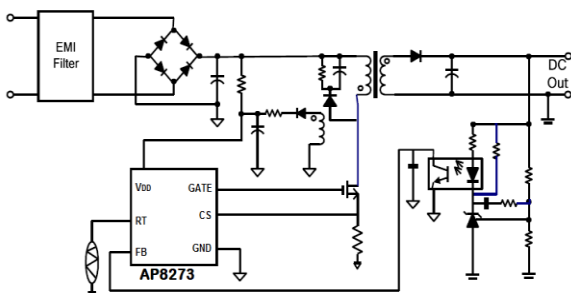 EMI
Filter
DC
Out
VDD
GATE
RT
CS
FB
GND
AP8273